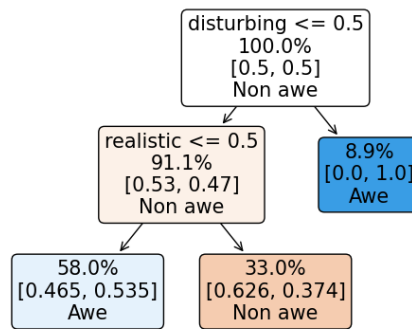 disturbing <= 0.5
100.0%
[0.5, 0.5]
Non awe
realistic <= 0.5
91.1%
[0.53, 0.47]
Non awe
8.9%
[0.0, 1.0]
Awe
58.0%
[0.465, 0.535]
Awe
33.0%
[0.626, 0.374]
Non awe